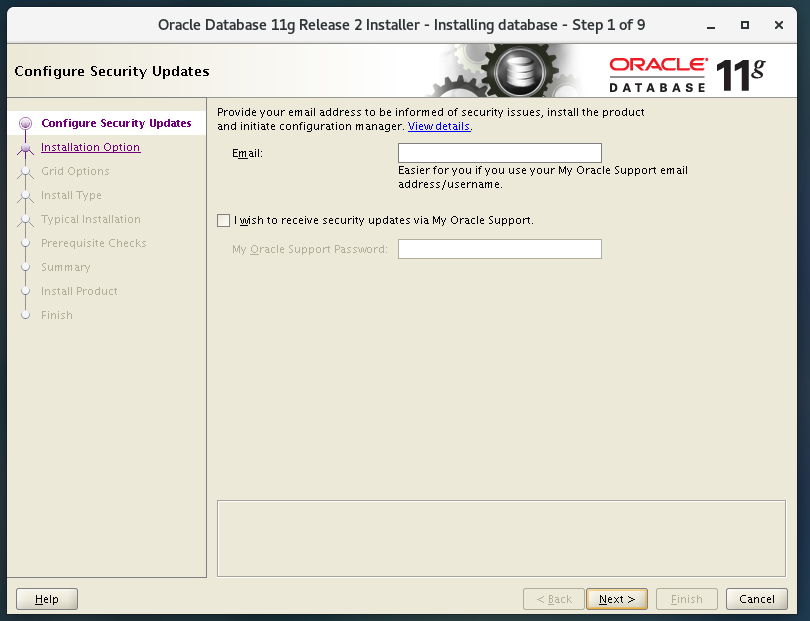 Oracle Database 11g Release 2 Installer - Installing database - Step 1 of 9
Configure Security Updates
ORACLE
DATABASE 11g
Configure Security Updates
Installation Option
Grid Options
Install Type
Typical Installation
Prerequisite Checks
Summary
Install Product
Finish
Provide your email address to be informed of security issues, install the product
and initiate configuration manager. View details.
Email:
Easier for you if you use your My Oracle Support email
address/username.
I wish to receive security updates via My Oracle Support.
My Oracle Support Password:
Help
< Back
Next >
Finish
Cancel